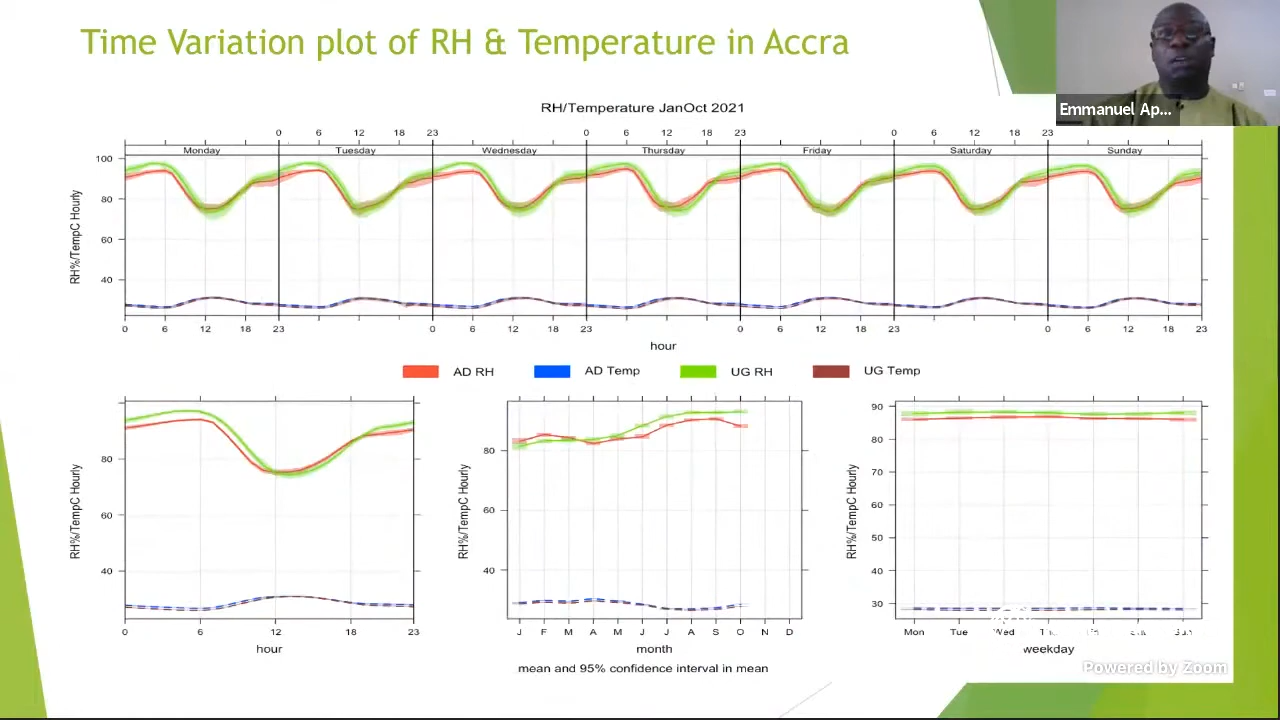 Time Variation plot of RH & Temperature in Accra
Emmanuel Ap...
RH/Temperature JanOct 2021
0 6 12 18 23 0 6 12 18 23 0 6 12 18 23
Monday Tuesday Wednesday Thursday Friday Saturday Sunday
100
80
60
40
RH%/TempC Hourly
0 6 12 18 23 0 6 12 18 23 0 6 12 18 23 0 6 12 18 23
hour
AD RH AD Temp UG RH UG Temp
80
60
40
RH%/TempC Hourly
0 6 12 18 23
hour
80
60
40
RH%/TempC Hourly
J F M A M J J A S O N D
month
mean and 95% confidence interval in mean
90
80
70
60
50
40
30
RH%/TempC Hourly
Mon Tue Wed
weekday
Powered by Zoom